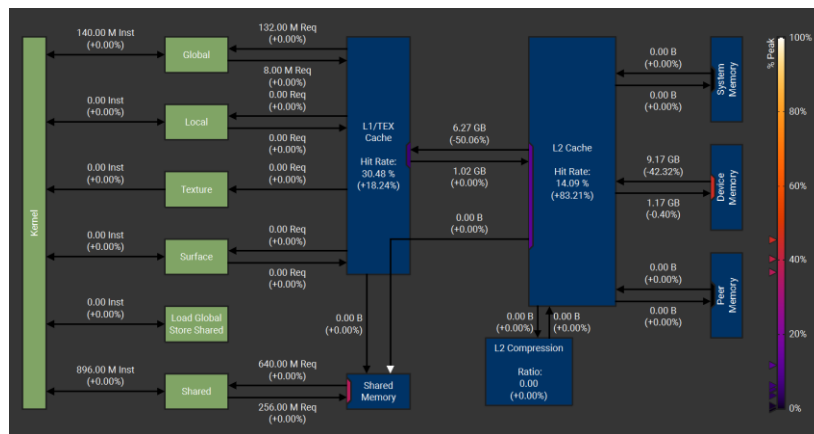 140.00 M Inst
(+0.00%)
Global
132.00 M Req
(+0.00%)
8.00 M Req
(+0.00%)
0.00 Inst
(+0.00%)
Local
0.00 Req
(+0.00%)
0.00 Req
(+0.00%)
0.00 Inst
(+0.00%)
Texture
0.00 Req
(+0.00%)
0.00 Inst
(+0.00%)
Surface
0.00 Req
(+0.00%)
0.00 Req
(+0.00%)
0.00 Inst
(+0.00%)
Load Global
Store Shared
896.00 M Inst
(+0.00%)
Shared
640.00 M Req
(+0.00%)
256.00 M Req
(+0.00%)
Kernel
L1/TEX
Cache
Hit Rate:
30.48 %
(+18.24%)
0.00 B
(+0.00%)
Shared
Memory
6.27 GB
(-50.06%)
1.02 GB
(+0.00%)
0.00 B
(+0.00%)
L2 Cache
Hit Rate:
14.09 %
(+83.21%)
0.00 B
(+0.00%)
0.00 B
(+0.00%)
L2 Compression
Ratio:
0.00
(+0.00%)
0.00 B
(+0.00%)
0.00 B
(+0.00%)
System
Memory
9.17 GB
(-42.32%)
1.17 GB
(-0.40%)
Device
Memory
0.00 B
(+0.00%)
0.00 B
(+0.00%)
Peer
Memory
% Peak
100%
80%
60%
40%
20%
0%